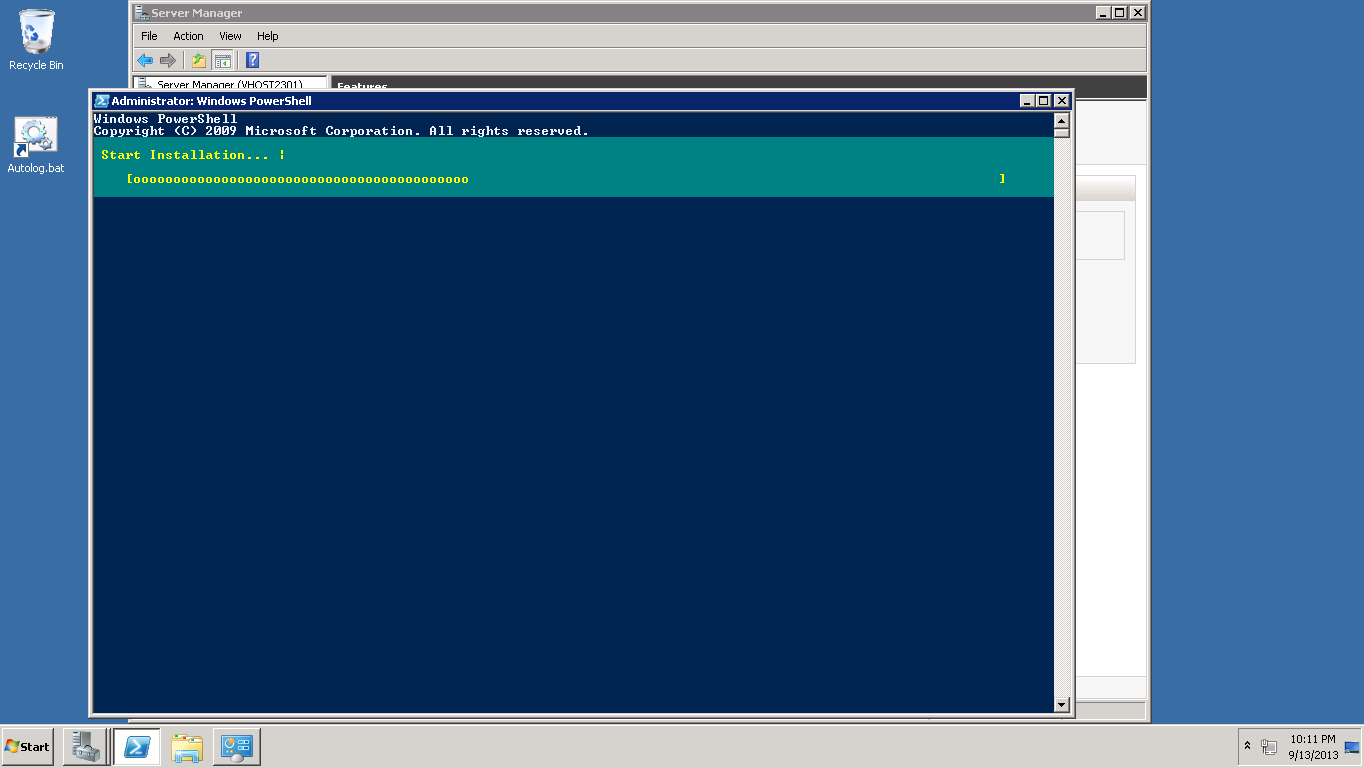 Recycle Bin
Autolog.bat
Server Manager
File Action View Help
Server Manager (VHOST2301)
Features
Administrator: Windows PowerShell
Windows PowerShell
Copyright (C) 2009 Microsoft Corporation. All rights reserved.
Start Installation... ¦
[oooooooooooooooooooooooooooooooooooooooooo ]
Start
10:11 PM
9/13/2013